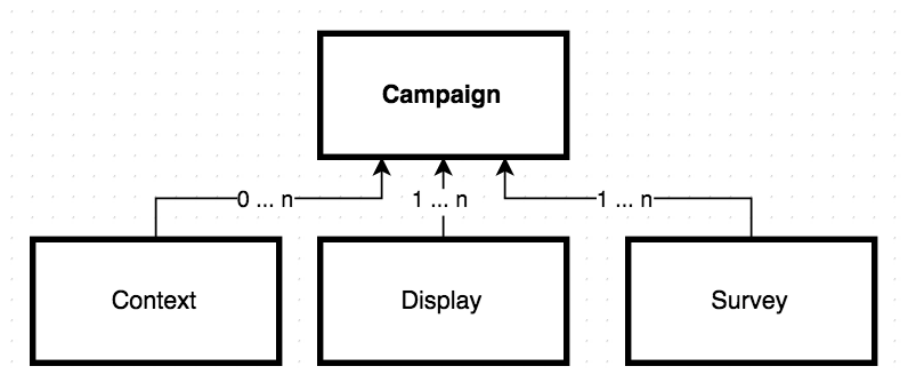 Campaign
0 ... n
1 ... n
1 ... n
Context
Display
Survey